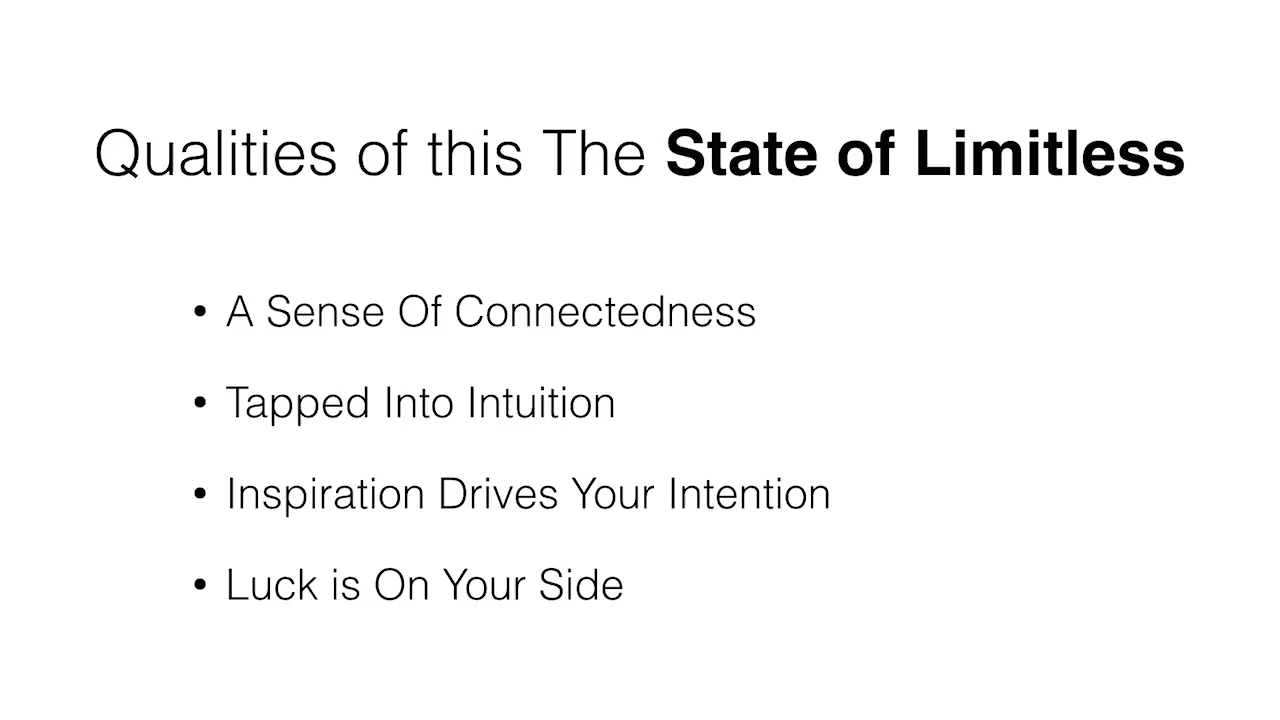 Qualities of this The State of Limitless
• A Sense Of Connectedness
• Tapped Into Intuition
• Inspiration Drives Your Intention
• Luck is On Your Side